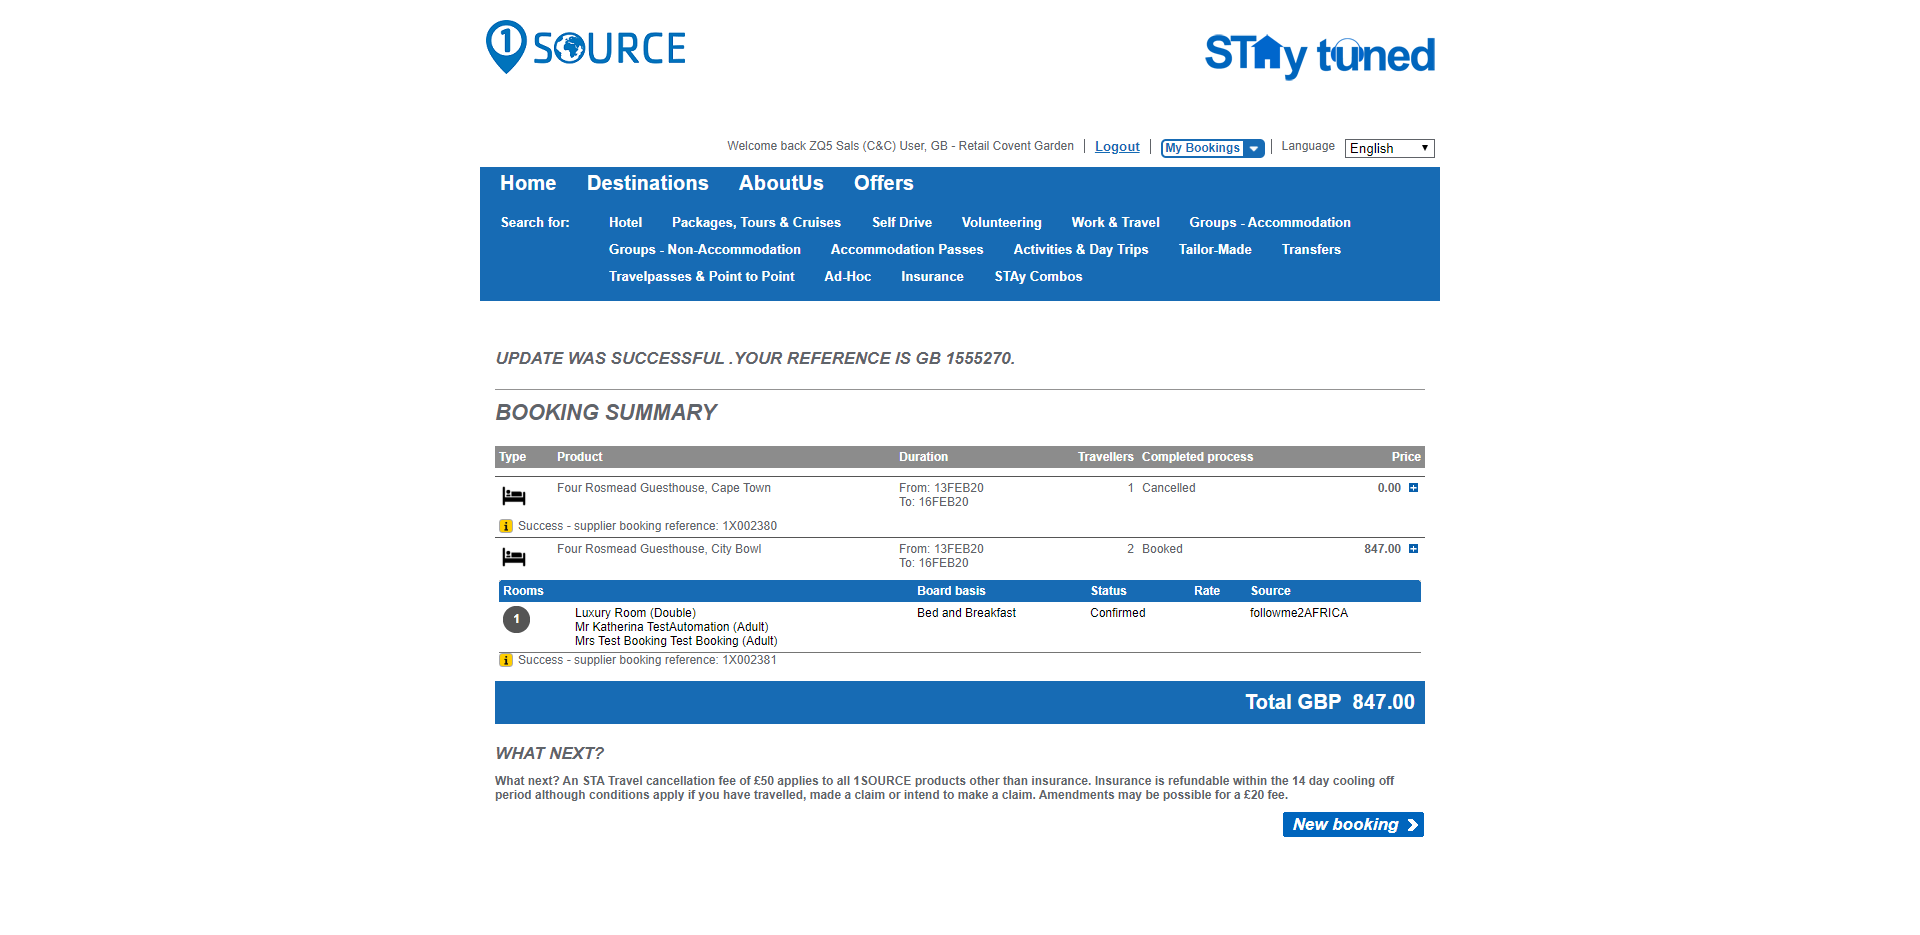 1 SOURCE
STAy tuned
Welcome back ZQ5 Sals (C&C) User, GB - Retail Covent Garden Logout My Bookings Language English
Home Destinations AboutUs Offers
Search for: Hotel Packages, Tours & Cruises Self Drive Volunteering Work & Travel Groups - Accommodation
Groups - Non-Accommodation Accommodation Passes Activities & Day Trips Tailor-Made Transfers
Travelpasses & Point to Point Ad-Hoc Insurance STAy Combos
UPDATE WAS SUCCESSFUL .YOUR REFERENCE IS GB 1555270.
BOOKING SUMMARY
Type Product Duration Travellers Completed process Price
Four Rosmead Guesthouse, Cape Town From: 13FEB20 1 Cancelled 0.00
To: 16FEB20
Success - supplier booking reference: 1X002380
Four Rosmead Guesthouse, City Bowl From: 13FEB20 2 Booked 847.00
To: 16FEB20
Rooms Board basis Status Rate Source
1 Luxury Room (Double) Bed and Breakfast Confirmed followme2AFRICA
Mr Katherina TestAutomation (Adult)
Mrs Test Booking Test Booking (Adult)
Success - supplier booking reference: 1X002381
Total GBP 847.00
WHAT NEXT?
What next? An STA Travel cancellation fee of £50 applies to all 1SOURCE products other than insurance. Insurance is refundable within the 14 day cooling off
period although conditions apply if you have travelled, made a claim or intend to make a claim. Amendments may be possible for a £20 fee.
New booking